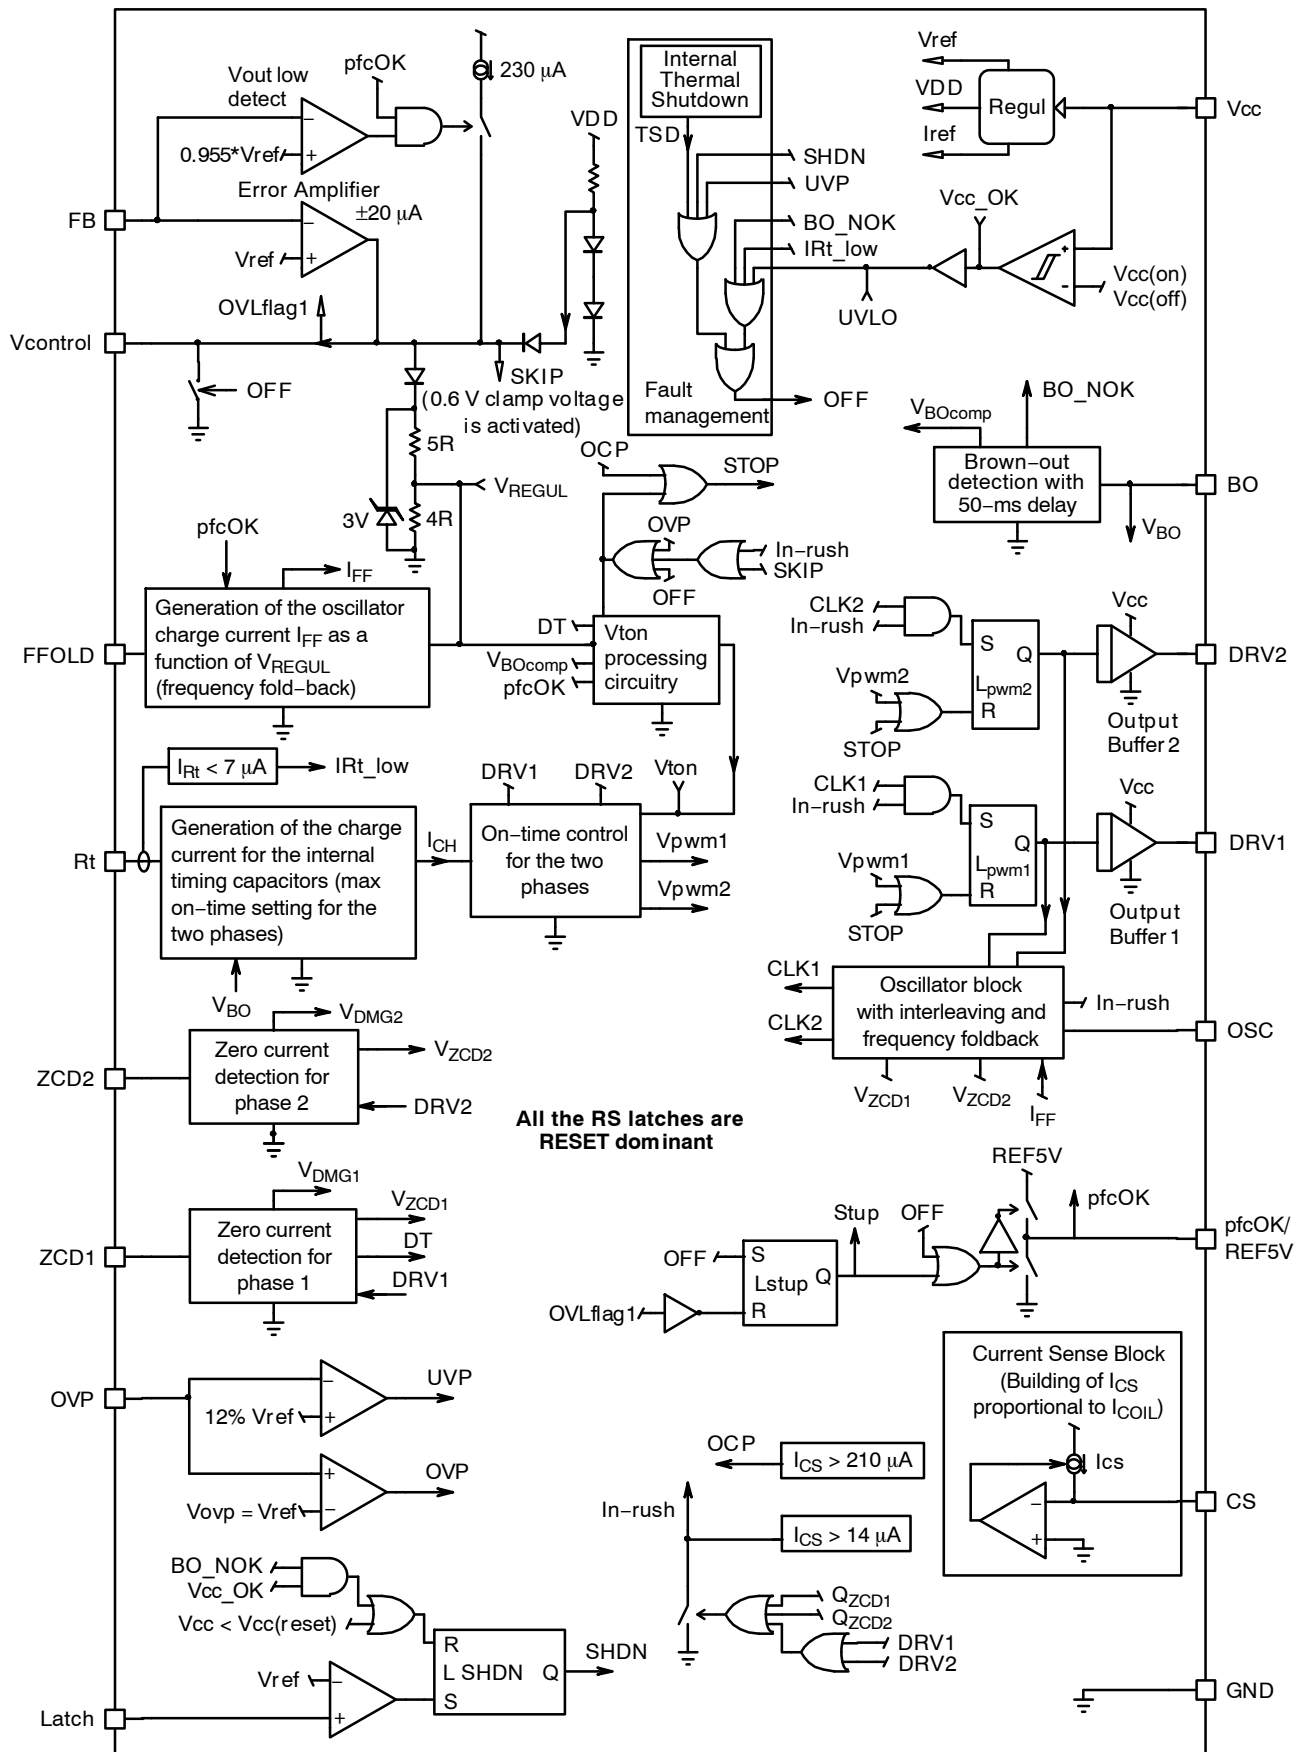 Vout low
detect
pfcOK
230 μA
VDD
0.955*Vref
Error Amplifier
±20 μA
FB
Vref
OVLflag1
Vcontrol
OFF
SKIP
(0.6 V clamp voltage
is activated)
5R
VREGUL
3V
4R
Internal
Thermal
Shutdown
TSD
SHDN
UVP
BO_NOK
IRt_low
UVLO
Fault
management
OFF
Vref
VDD
Iref
Regul
Vcc
Vcc_OK
Vcc(on)
Vcc(off)
BO_NOK
VBOcomp
Brown−out
detection with
50−ms delay
BO
VBO
OCP
STOP
OVP
In−rush
SKIP
OFF
pfcOK
IFF
Generation of the oscillator
charge current IFF as a
function of VREGUL
(frequency fold−back)
FFOLD
DT
VBOcomp
pfcOK
Vton
processing
circuitry
CLK2
In−rush
S
Q
Lpwm2
R
Vpwm2
STOP
Vcc
DRV2
Output
Buffer 2
IRt < 7 μA
IRt_low
DRV1
DRV2
Vton
CLK1
In−rush
S
Q
Lpwm1
R
Vpwm1
STOP
Vcc
DRV1
Output
Buffer 1
Rt
Generation of the charge
current for the internal
timing capacitors (max
on−time setting for the
two phases)
ICH
On−time control
for the two
phases
Vpwm1
Vpwm2
VBO
CLK1
CLK2
Oscillator block
with interleaving and
frequency foldback
In−rush
OSC
VZCD1
VZCD2
IFF
VDMG2
Zero current
detection for
phase 2
VZCD2
ZCD2
DRV2
All the RS latches are
RESET dominant
VDMG1
VZCD1
Zero current
detection for
phase 1
DT
ZCD1
DRV1
REF5V
pfcOK
Stup
OFF
pfcOK/
REF5V
OFF
S
Lstup
Q
R
OVLflag1
OVP
UVP
12% Vref
OVP
Vovp = Vref
Current Sense Block
(Building of ICS
proportional to ICOIL)
Ics
CS
OCP
ICS > 210 μA
In−rush
ICS > 14 μA
QZCD1
QZCD2
DRV1
DRV2
BO_NOK
Vcc_OK
Vcc < Vcc(reset)
R
L SHDN
Q
S
SHDN
Vref
Latch
GND